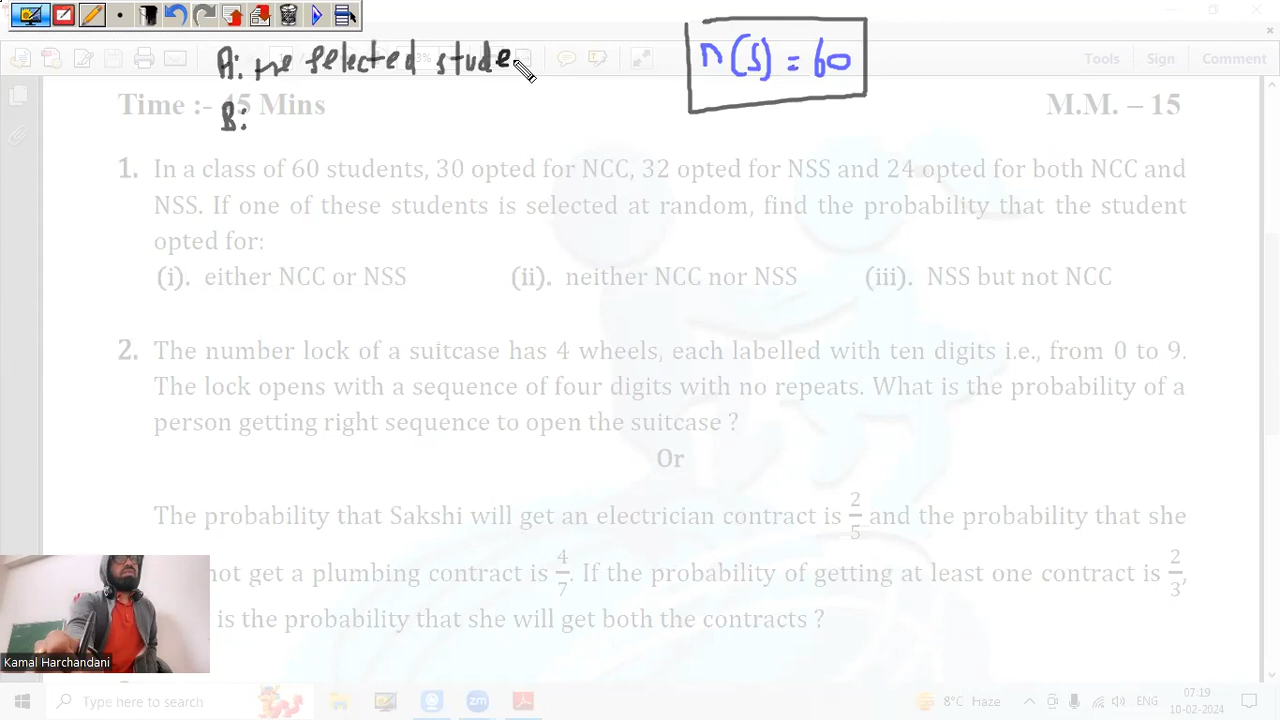 A: the selected stude
n(S) = 60
B:
Tools Sign Comment
Time :- 45 Mins M.M. – 15
1. In a class of 60 students, 30 opted for NCC, 32 opted for NSS and 24 opted for both NCC and
NSS. If one of these students is selected at random, find the probability that the student
opted for:
(i). either NCC or NSS (ii). neither NCC nor NSS (iii). NSS but not NCC
2. The number lock of a suitcase has 4 wheels, each labelled with ten digits i.e., from 0 to 9.
The lock opens with a sequence of four digits with no repeats. What is the probability of a
person getting right sequence to open the suitcase ?
Or
The probability that Sakshi will get an electrician contract is 2/5 and the probability that she
not get a plumbing contract is 4/7. If the probability of getting at least one contract is 2/3,
is the probability that she will get both the contracts ?
Kamal Harchandani
Type here to search
8°C Haze
ENG
07:19
10-02-2024